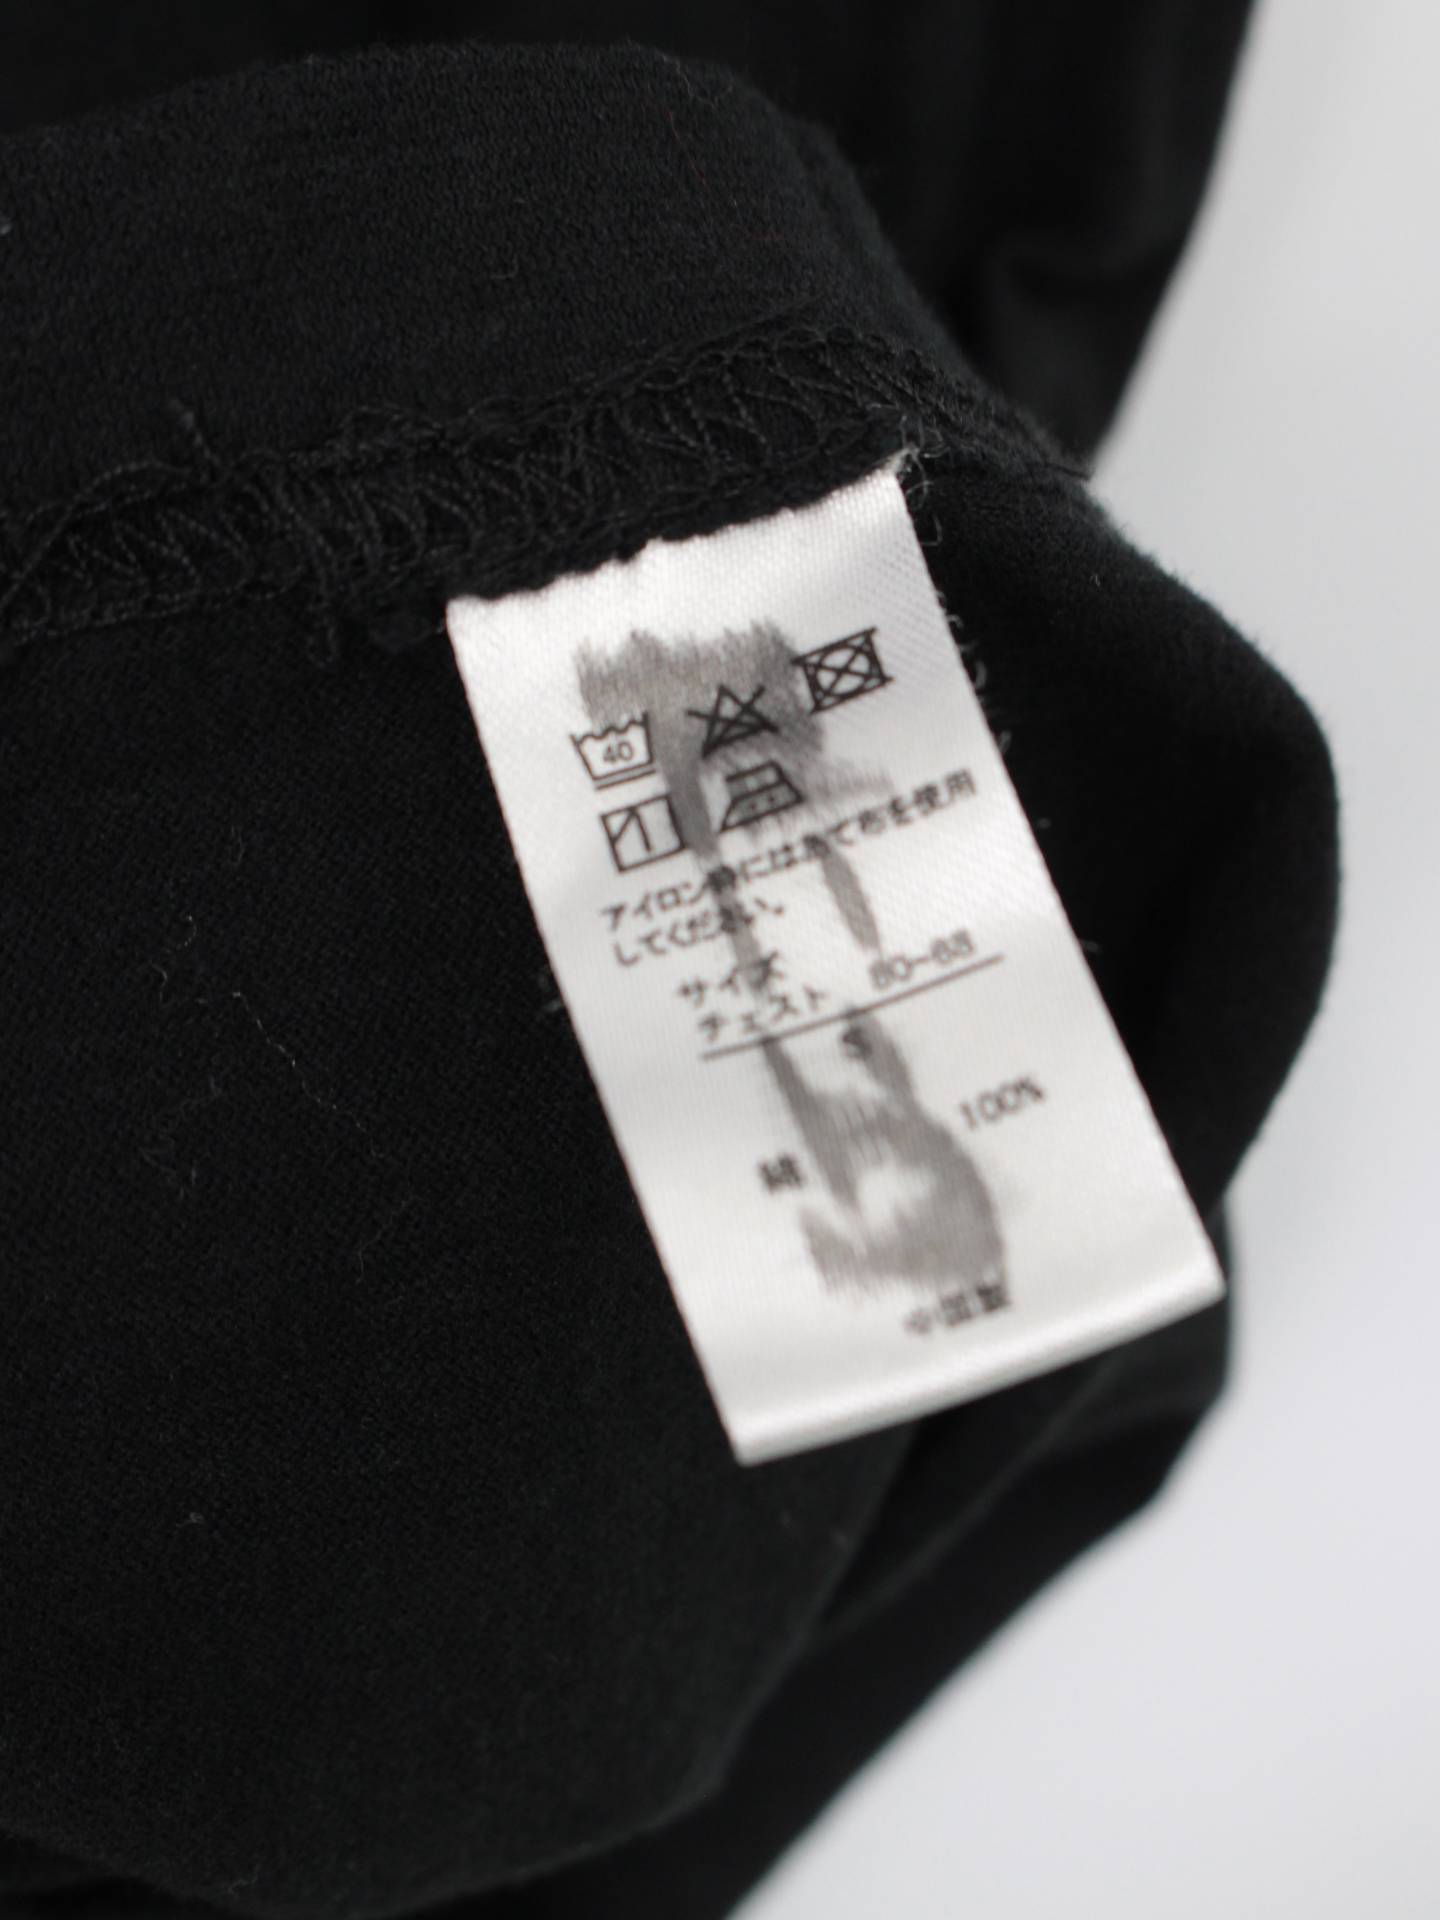 40
アイロン時にはあて布を使用
してください。
サイズ
チェスト 80-88
S
綿 100%
中国製